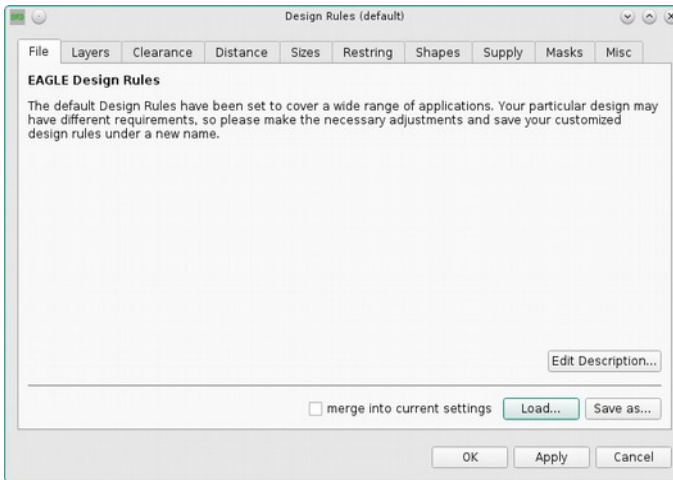 Design Rules (default)
File Layers Clearance Distance Sizes Restring Shapes Supply Masks Misc
EAGLE Design Rules
The default Design Rules have been set to cover a wide range of applications. Your particular design may
have different requirements, so please make the necessary adjustments and save your customized
design rules under a new name.
Edit Description...
merge into current settings Load... Save as...
OK Apply Cancel